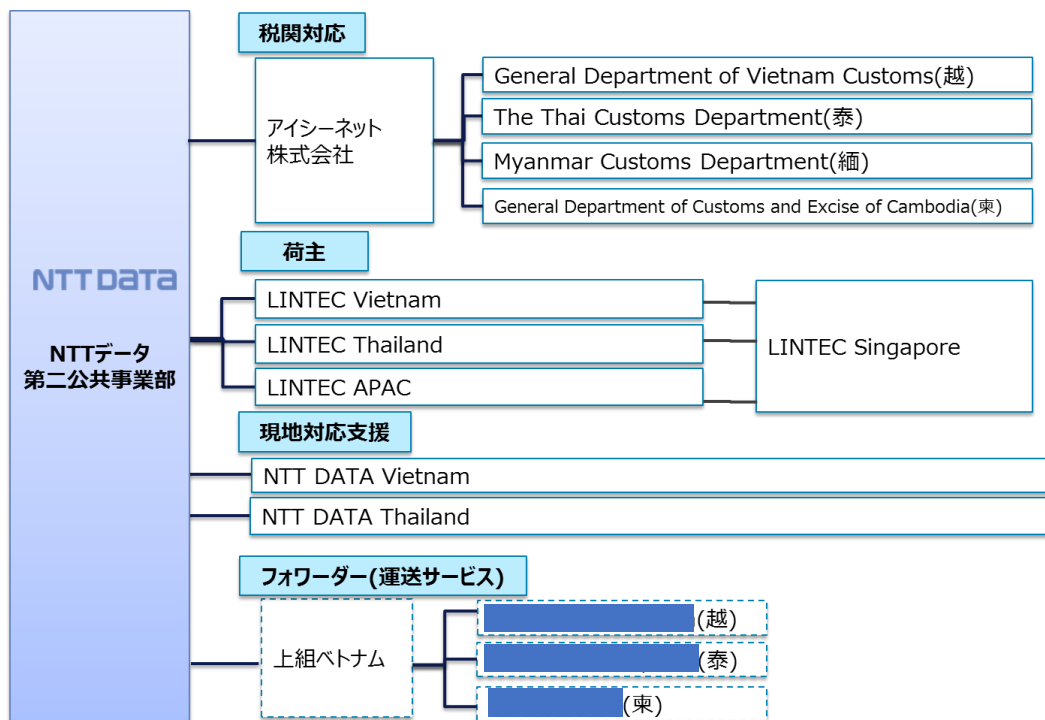 税関対応
アイシーネット
株式会社
General Department of Vietnam Customs(越)
The Thai Customs Department(泰)
Myanmar Customs Department(緬)
General Department of Customs and Excise of Cambodia(柬)
荷主
NTT DATA
NTTデータ
第二公共事業部
LINTEC Vietnam
LINTEC Thailand
LINTEC APAC
LINTEC Singapore
現地対応支援
NTT DATA Vietnam
NTT DATA Thailand
フォワーダー(運送サービス)
上組ベトナム
(越)
(泰)
(柬)